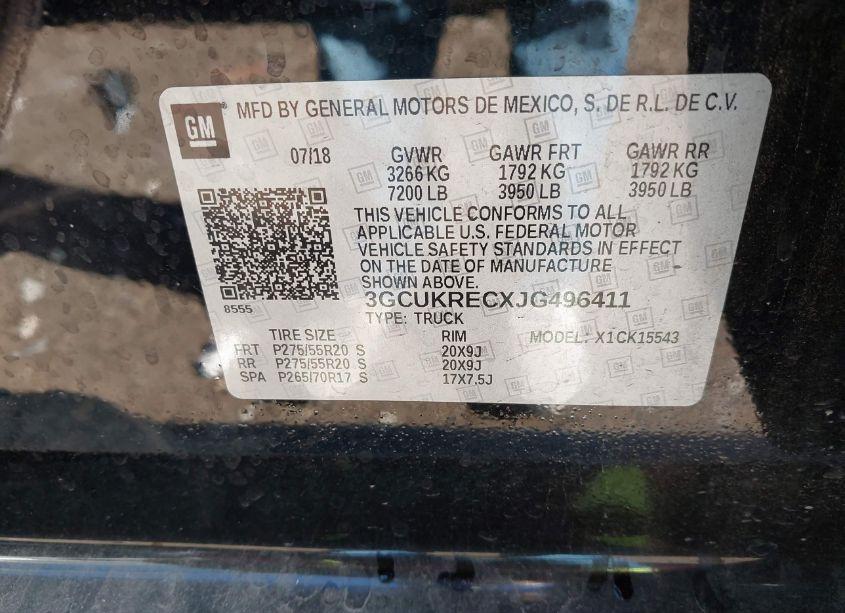 GM MFD BY GENERAL MOTORS DE MEXICO, S. DE R.L. DE C.V.
07/18 GVWR GAWR FRT GAWR RR
3266 KG 1792 KG 1792 KG
7200 LB 3950 LB 3950 LB
THIS VEHICLE CONFORMS TO ALL
APPLICABLE U.S. FEDERAL MOTOR
VEHICLE SAFETY STANDARDS IN EFFECT
ON THE DATE OF MANUFACTURE
SHOWN ABOVE.
8555
3GCUKRECXJG496411
TYPE: TRUCK
TIRE SIZE RIM MODEL: X1CK15543
FRT P275/55R20 S 20X9J
RR P275/55R20 S 20X9J
SPA P265/70R17 S 17X7.5J